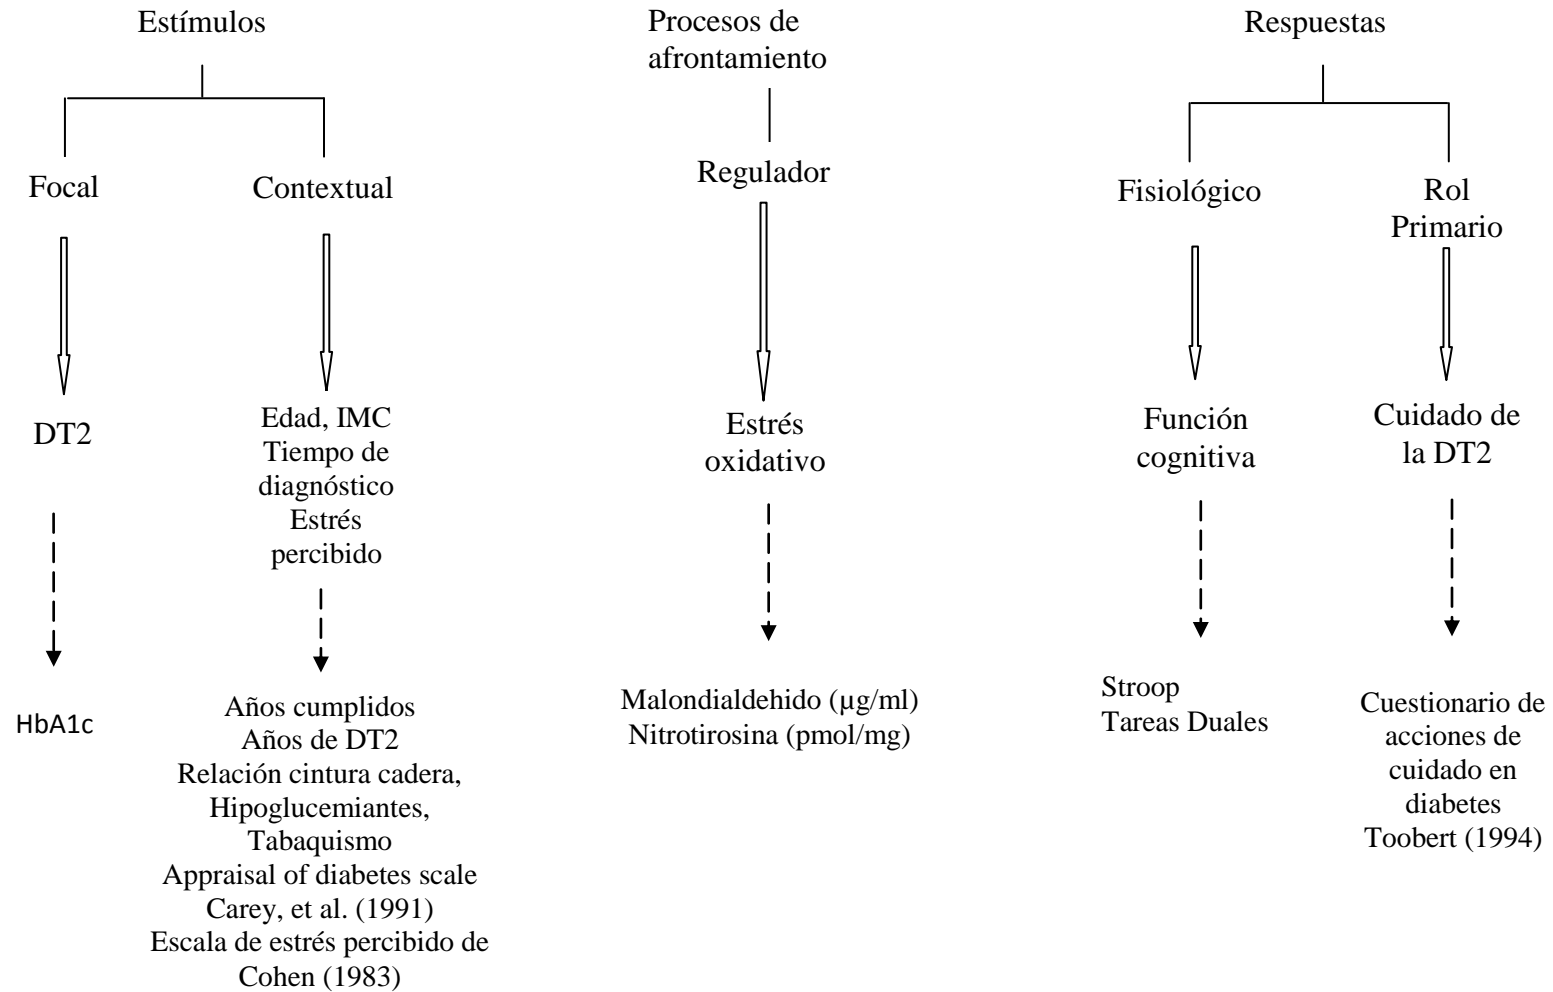 Estímulos
Procesos de
afrontamiento
Respuestas
Focal
Contextual
Regulador
Fisiológico
Rol
Primario
DT2
Edad, IMC
Tiempo de
diagnóstico
Estrés
percibido
Estrés
oxidativo
Función
cognitiva
Cuidado de
la DT2
HbA1c
Años cumplidos
Años de DT2
Relación cintura cadera,
Hipoglucemiantes,
Tabaquismo
Appraisal of diabetes scale
Carey, et al. (1991)
Escala de estrés percibido de
Cohen (1983)
Malondialdehido (µg/ml)
Nitrotirosina (pmol/mg)
Stroop
Tareas Duales
Cuestionario de
acciones de
cuidado en
diabetes
Toobert (1994)